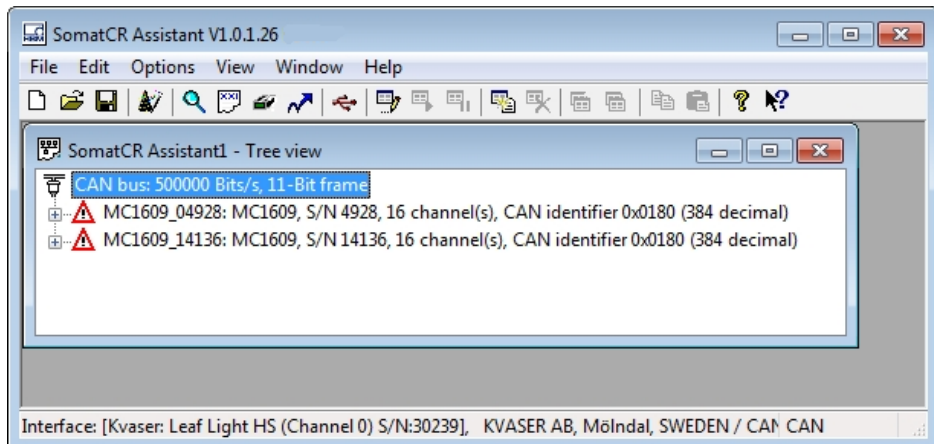 SomatCR Assistant V1.0.1.26
File Edit Options View Window Help
SomatCR Assistant1 - Tree view
CAN bus: 500000 Bits/s, 11-Bit frame
MC1609_04928: MC1609, S/N 4928, 16 channel(s), CAN identifier 0x0180 (384 decimal)
MC1609_14136: MC1609, S/N 14136, 16 channel(s), CAN identifier 0x0180 (384 decimal)
Interface: [Kvaser: Leaf Light HS (Channel 0) S/N:30239], KVASER AB, Mölndal, SWEDEN / CAN CAN